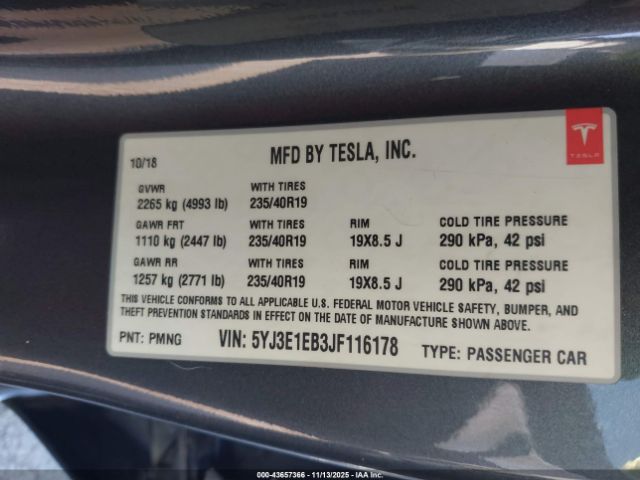 10/18 MFD BY TESLA, INC.
TESLA
GVWR WITH TIRES
2265 kg (4993 lb) 235/40R19
GAWR FRT WITH TIRES RIM COLD TIRE PRESSURE
1110 kg (2447 lb) 235/40R19 19X8.5 J 290 kPa, 42 psi
GAWR RR WITH TIRES RIM COLD TIRE PRESSURE
1257 kg (2771 lb) 235/40R19 19X8.5 J 290 kPa, 42 psi
THIS VEHICLE CONFORMS TO ALL APPLICABLE U.S. FEDERAL MOTOR VEHICLE SAFETY, BUMPER, AND
THEFT PREVENTION STANDARDS IN EFFECT ON THE DATE OF MANUFACTURE SHOWN ABOVE.
PNT: PMNG VIN: 5YJ3E1EB3JF116178 TYPE: PASSENGER CAR
00-43657366 - 11/13/2025 - IAA Inc.